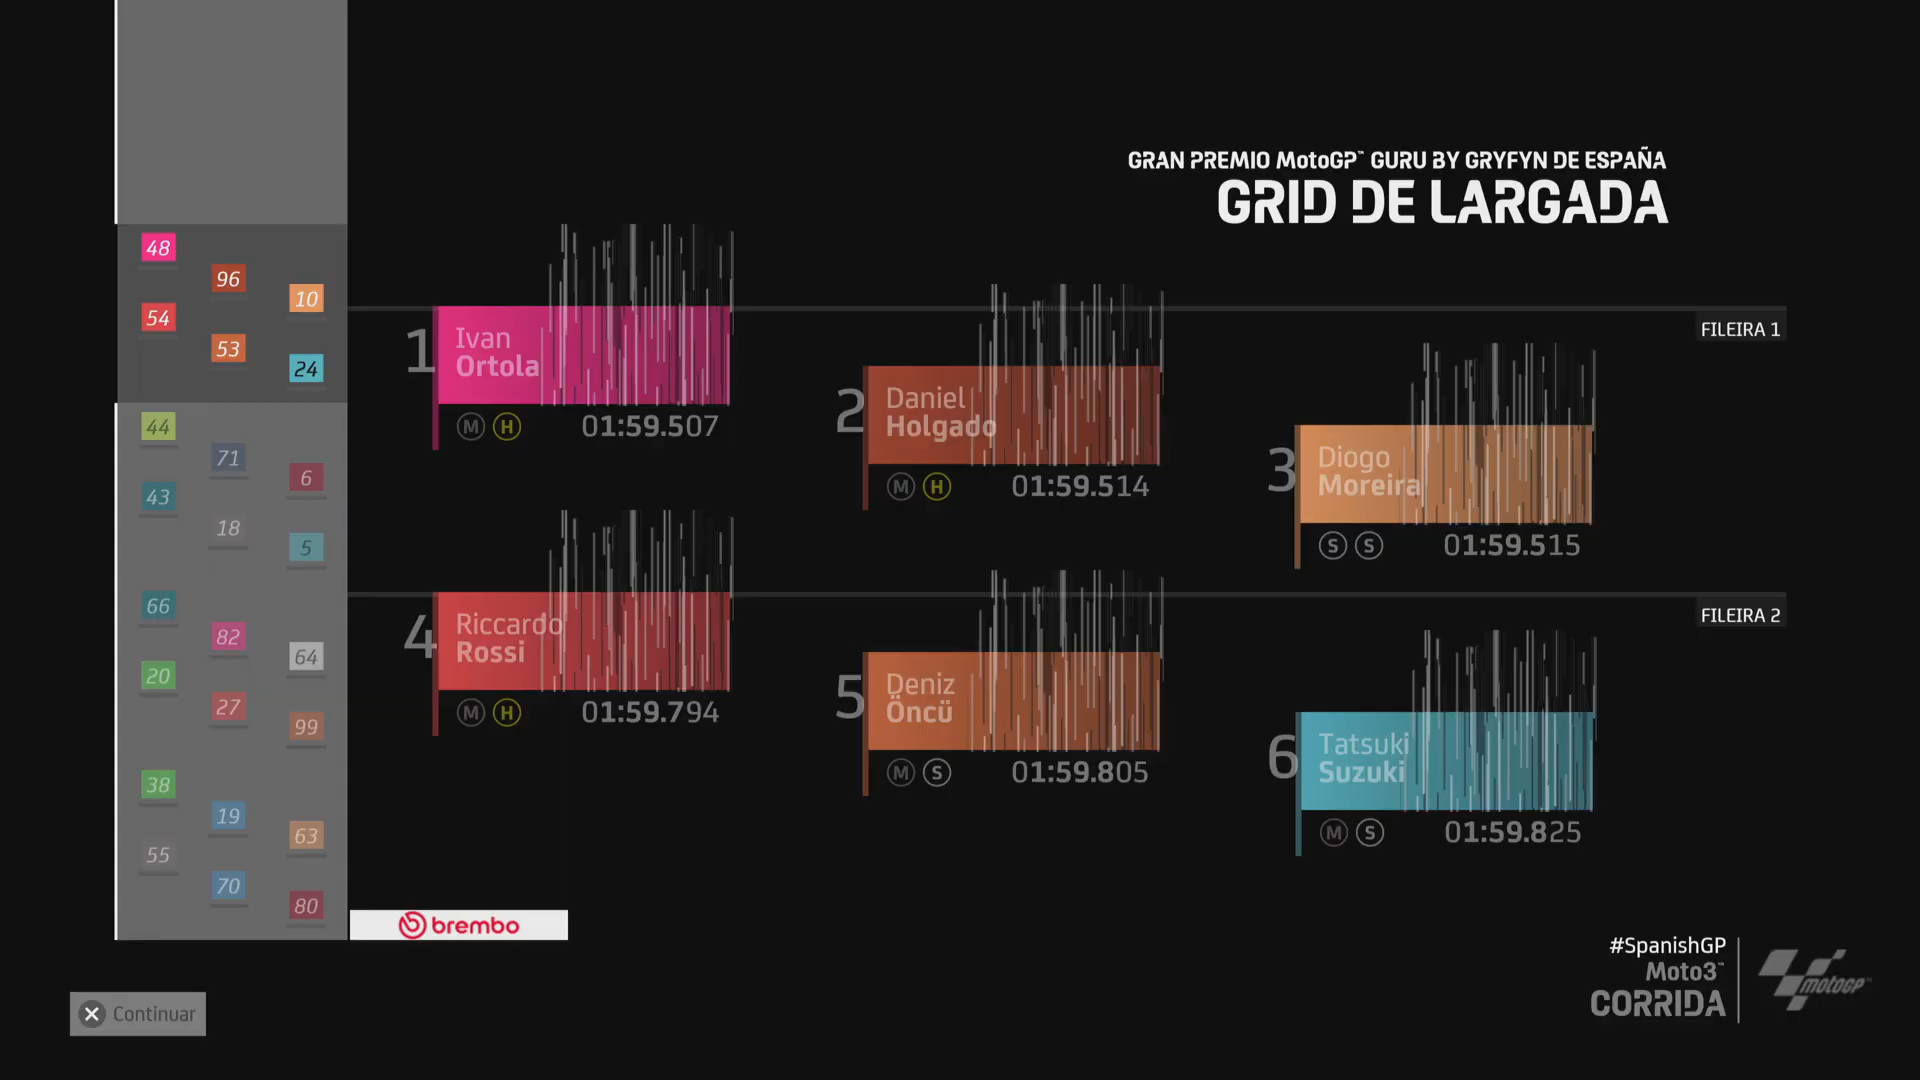 GRAN PREMIO MotoGP™ GURU BY GRYFYN DE ESPAÑA
GRID DE LARGADA
48
96
10
54
53
24
44
71
6
43
18
5
66
82
64
20
27
99
38
19
63
55
70
80
FILEIRA 1
1
Ivan
Ortola
M H 01:59.507
2
Daniel
Holgado
M H 01:59.514
3
Diogo
Moreira
S S 01:59.515
FILEIRA 2
4
Riccardo
Rossi
M H 01:59.794
5
Deniz
Öncü
M S 01:59.805
6
Tatsuki
Suzuki
M S 01:59.825
brembo
#SpanishGP
Moto3™
CORRIDA
MotoGP™
X Continuar